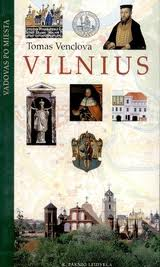 VADOVAS PO MIESTĄ
Tomas Venclova
VILNIUS
R. PAKNIO LEIDYKLA